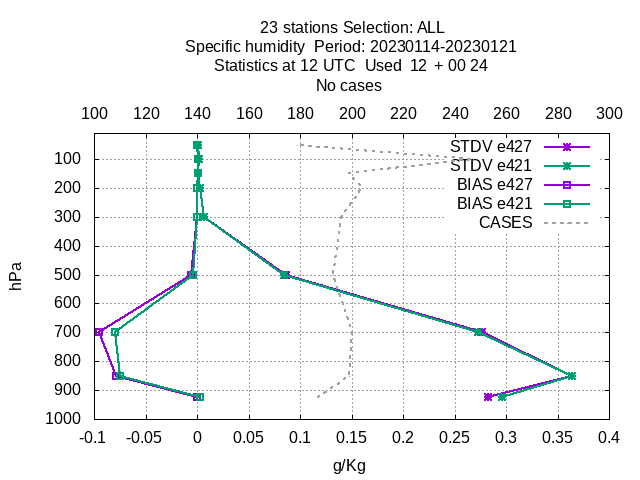 23 stations Selection: ALL
Specific humidity  Period: 20230114-20230121
Statistics at 12 UTC  Used  12  + 00 24
No cases
100 120 140 160 180 200 220 240 260 280 300
STDV e427
STDV e421
BIAS e427
BIAS e421
CASES
hPa
100
200
300
400
500
600
700
800
900
1000
-0.1 -0.05 0 0.05 0.1 0.15 0.2 0.25 0.3 0.35 0.4
g/Kg